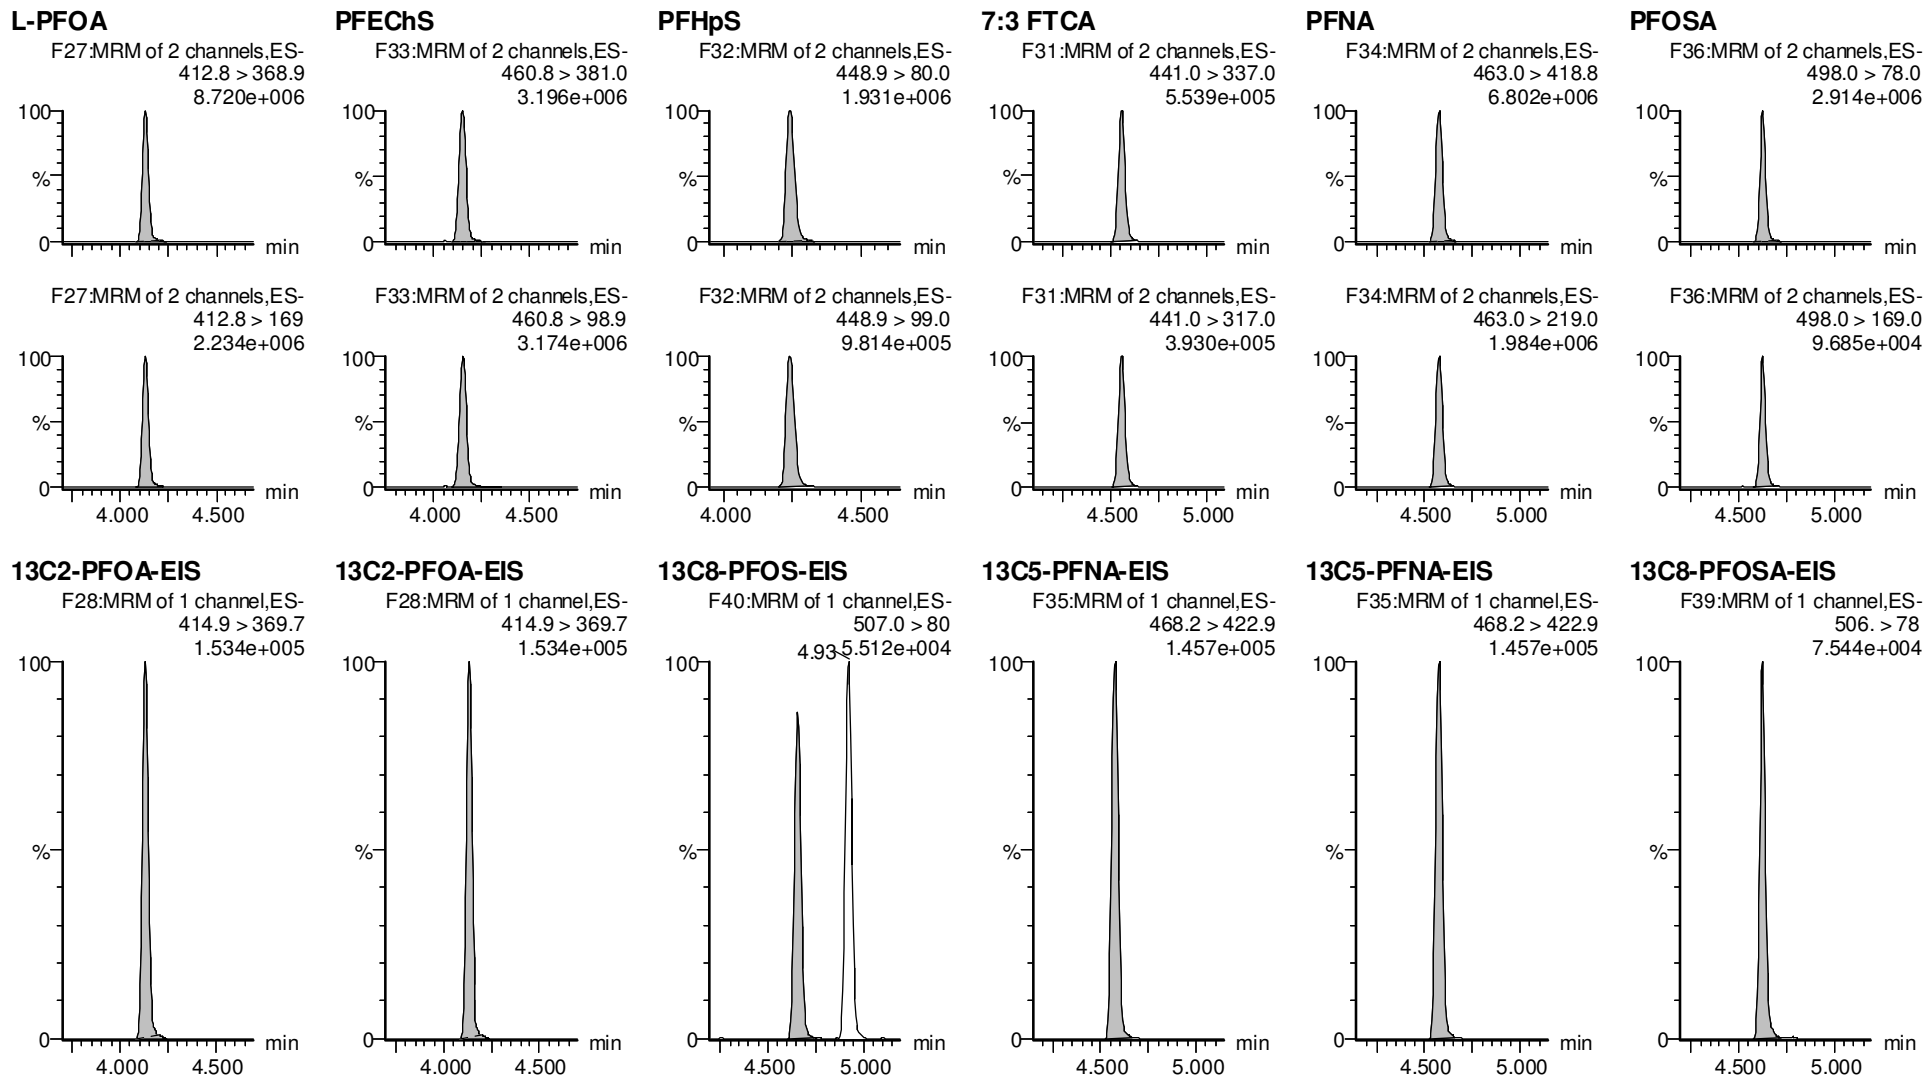 L-PFOA
F27:MRM of 2 channels,ES-
412.8 > 368.9
8.720e+006
100
%
0
min
F27:MRM of 2 channels,ES-
412.8 > 169
2.234e+006
100
%
0
min
4.000 4.500
PFEChS
F33:MRM of 2 channels,ES-
460.8 > 381.0
3.196e+006
100
%
0
min
F33:MRM of 2 channels,ES-
460.8 > 98.9
3.174e+006
100
%
0
min
4.000 4.500
PFHpS
F32:MRM of 2 channels,ES-
448.9 > 80.0
1.931e+006
100
%
0
min
F32:MRM of 2 channels,ES-
448.9 > 99.0
9.814e+005
100
%
0
min
4.000 4.500
7:3 FTCA
F31:MRM of 2 channels,ES-
441.0 > 337.0
5.539e+005
100
%
0
min
F31:MRM of 2 channels,ES-
441.0 > 317.0
3.930e+005
100
%
0
min
4.500 5.000
PFNA
F34:MRM of 2 channels,ES-
463.0 > 418.8
6.802e+006
100
%
0
min
F34:MRM of 2 channels,ES-
463.0 > 219.0
1.984e+006
100
%
0
min
4.500 5.000
PFOSA
F36:MRM of 2 channels,ES-
498.0 > 78.0
2.914e+006
100
%
0
min
F36:MRM of 2 channels,ES-
498.0 > 169.0
9.685e+004
100
%
0
min
4.500 5.000
13C2-PFOA-EIS
F28:MRM of 1 channel,ES-
414.9 > 369.7
1.534e+005
100
%
0
min
4.000 4.500
13C2-PFOA-EIS
F28:MRM of 1 channel,ES-
414.9 > 369.7
1.534e+005
100
%
0
min
4.000 4.500
13C8-PFOS-EIS
F40:MRM of 1 channel,ES-
507.0 > 80
5.512e+004
4.93
100
%
0
min
4.500 5.000
13C5-PFNA-EIS
F35:MRM of 1 channel,ES-
468.2 > 422.9
1.457e+005
100
%
0
min
4.500 5.000
13C5-PFNA-EIS
F35:MRM of 1 channel,ES-
468.2 > 422.9
1.457e+005
100
%
0
min
4.500 5.000
13C8-PFOSA-EIS
F39:MRM of 1 channel,ES-
506. > 78
7.544e+004
100
%
0
min
4.500 5.000